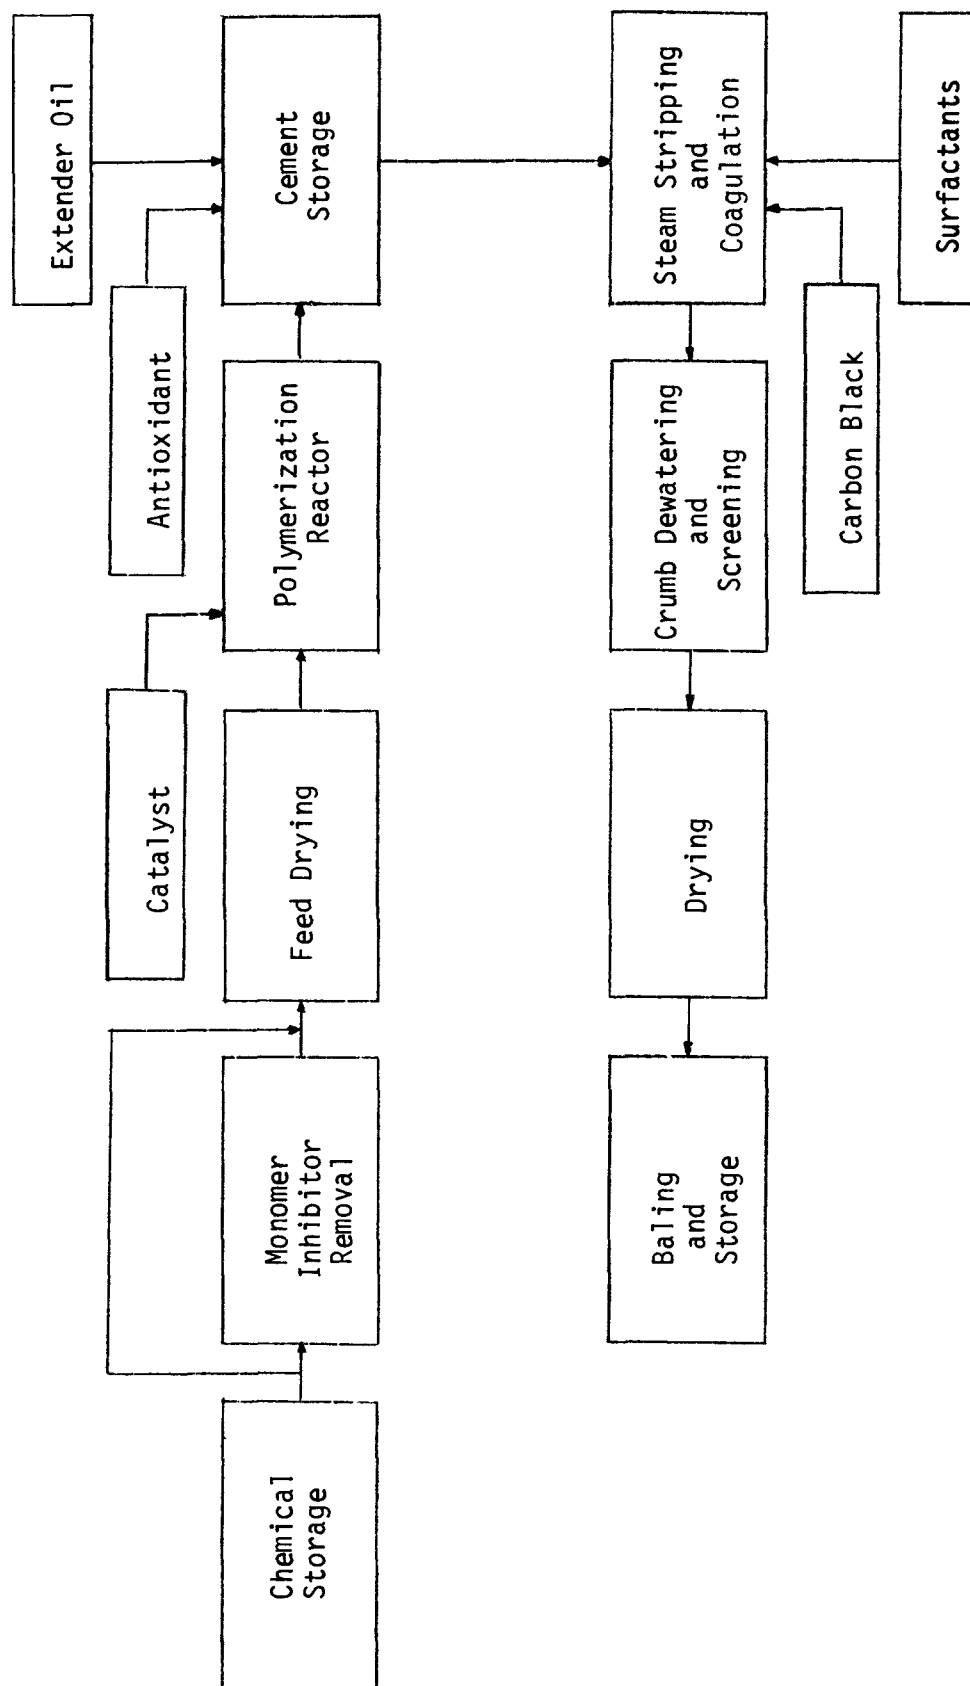 Extender Oil
Antioxidant
Catalyst
Chemical
Storage
Monomer
Inhibitor
Removal
Feed Drying
Polymerization
Reactor
Cement
Storage
Steam Stripping
and
Coagulation
Crumb Dewatering
and
Screening
Drying
Baling
and
Storage
Carbon Black
Surfactants